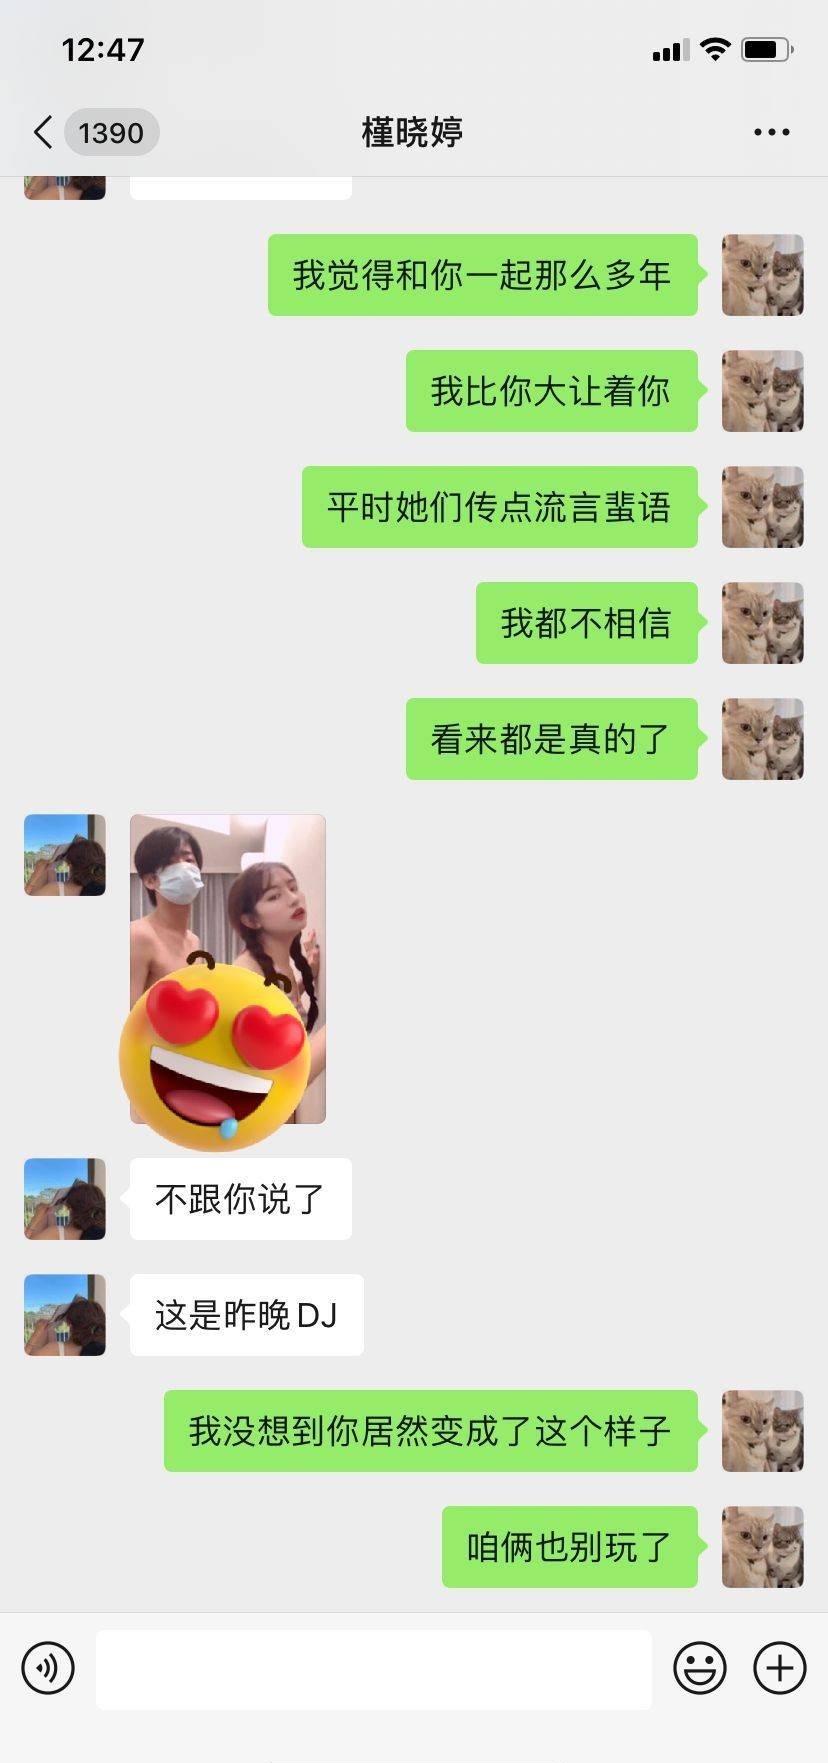 12:47
1390
槿晓婷
我觉得和你一起那么多年
我比你大让着你
平时她们传点流言蜚语
我都不相信
看来都是真的了
不跟你说了
这是昨晚DJ
我没想到你居然变成了这个样子
咱俩也别玩了